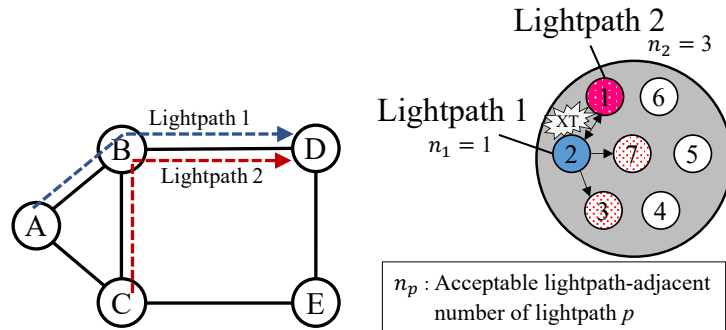 Lightpath 1
B
D
Lightpath 2
A
C
E
Lightpath 2
n₂ = 3
1
6
XT
Lightpath 1
n₁ = 1
2
7
5
3
4
nₚ : Acceptable lightpath-adjacent
number of lightpath p